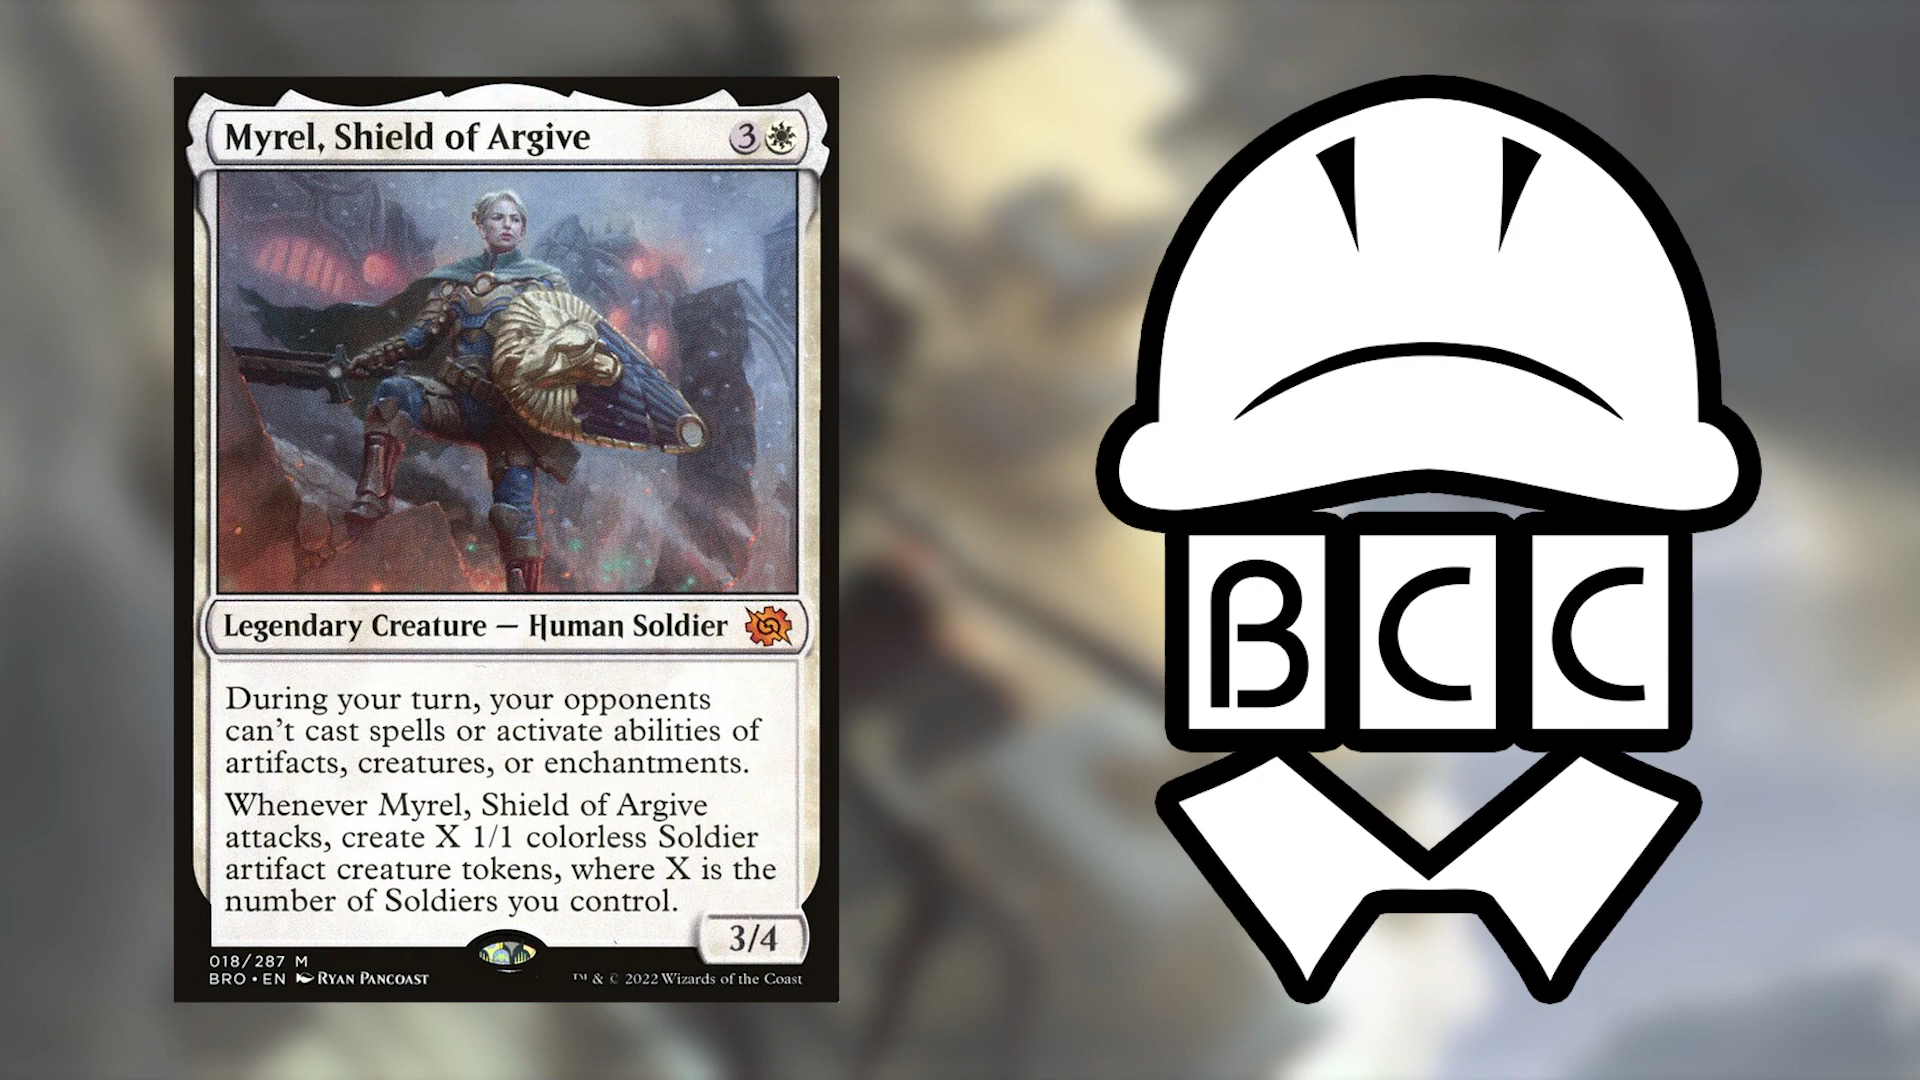 Myrel, Shield of Argive
3
Legendary Creature — Human Soldier
During your turn, your opponents
can't cast spells or activate abilities of
artifacts, creatures, or enchantments.
Whenever Myrel, Shield of Argive
attacks, create X 1/1 colorless Soldier
artifact creature tokens, where X is the
number of Soldiers you control.
3/4
018/287 M
BRO • EN Ryan Pancoast
™ & © 2022 Wizards of the Coast
BCC